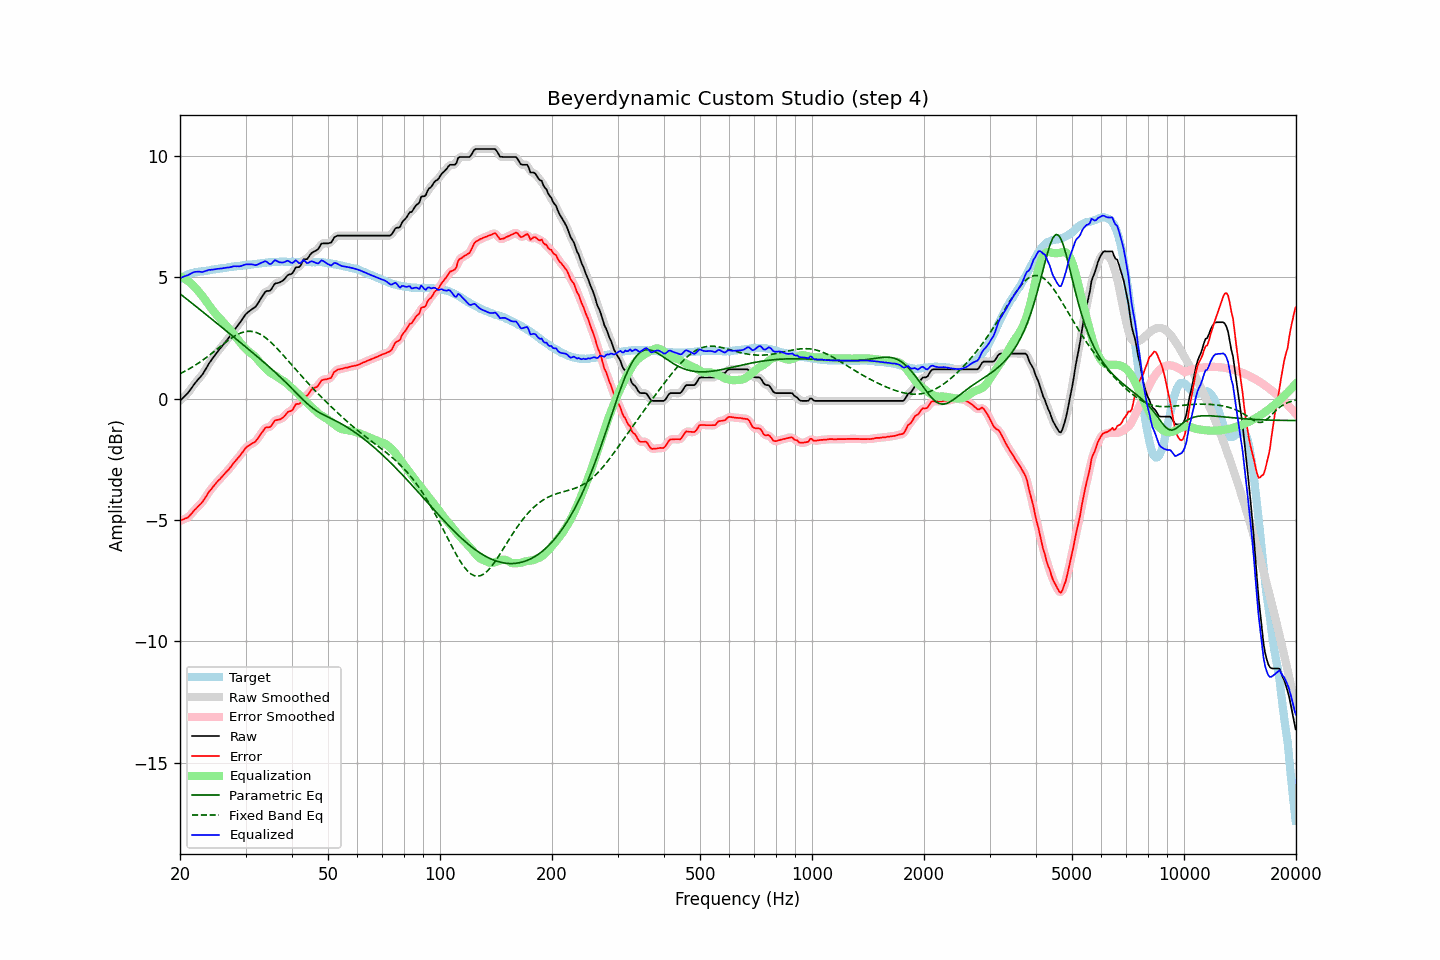 Beyerdynamic Custom Studio (step 4)
Amplitude (dBr)
10
5
0
−5
−10
−15
Target
Raw Smoothed
Error Smoothed
Raw
Error
Equalization
Parametric Eq
Fixed Band Eq
Equalized
20 50 100 200 500 1000 2000 5000 10000 20000
Frequency (Hz)